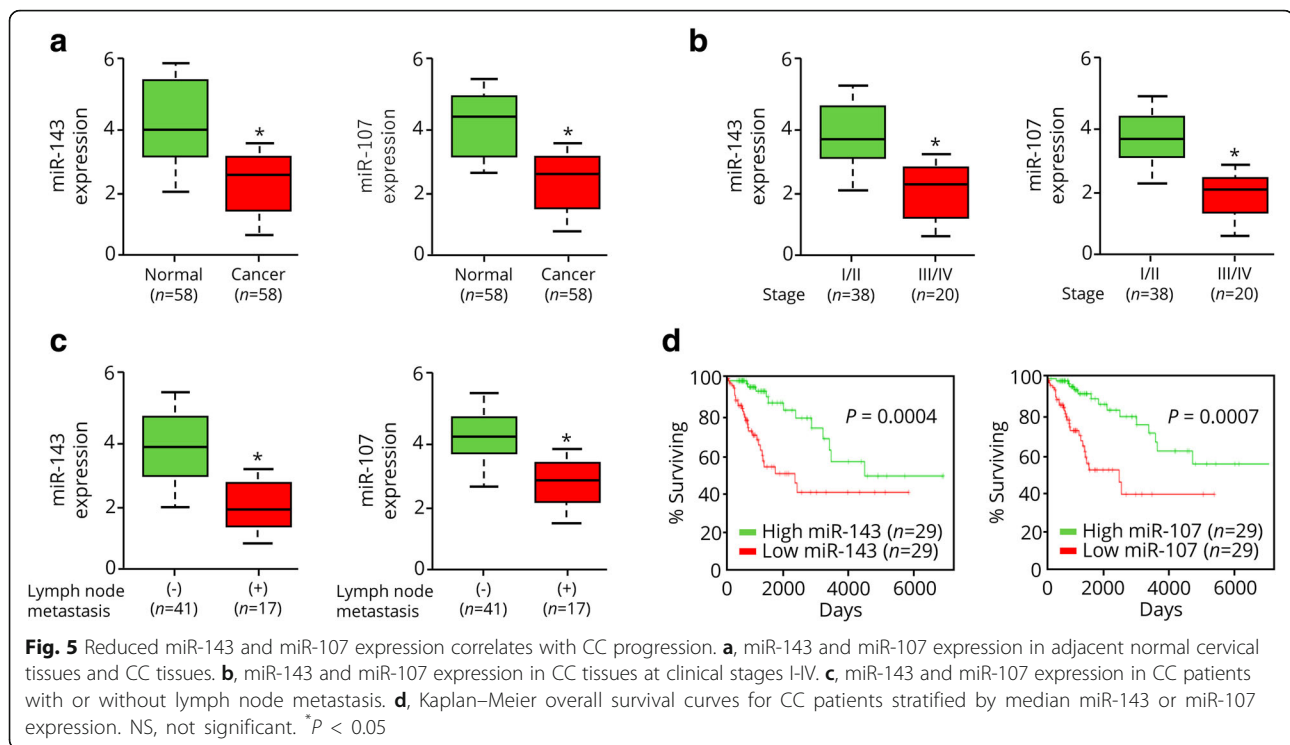 a
6
4
2
0
miR-143
expression
*
Normal
(n=58)
Cancer
(n=58)
6
4
2
0
miR-107
expression
*
Normal
(n=58)
Cancer
(n=58)
b
6
4
2
0
miR-143
expression
*
I/II
III/IV
Stage
(n=38)
(n=20)
6
4
2
0
miR-107
expression
*
I/II
III/IV
Stage
(n=38)
(n=20)
c
6
4
2
0
miR-143
expression
*
Lymph node
metastasis
(-)
(n=41)
(+)
(n=17)
6
4
2
0
miR-107
expression
*
Lymph node
metastasis
(-)
(n=41)
(+)
(n=17)
d
100
80
60
40
20
0
% Surviving
P = 0.0004
High miR-143 (n=29)
Low miR-143 (n=29)
0 2000 4000 6000
Days
100
80
60
40
20
0
% Surviving
P = 0.0007
High miR-107 (n=29)
Low miR-107 (n=29)
0 2000 4000 6000
Days
Fig. 5 Reduced miR-143 and miR-107 expression correlates with CC progression. a, miR-143 and miR-107 expression in adjacent normal cervical
tissues and CC tissues. b, miR-143 and miR-107 expression in CC tissues at clinical stages I-IV. c, miR-143 and miR-107 expression in CC patients
with or without lymph node metastasis. d, Kaplan–Meier overall survival curves for CC patients stratified by median miR-143 or miR-107
expression. NS, not significant. *P < 0.05